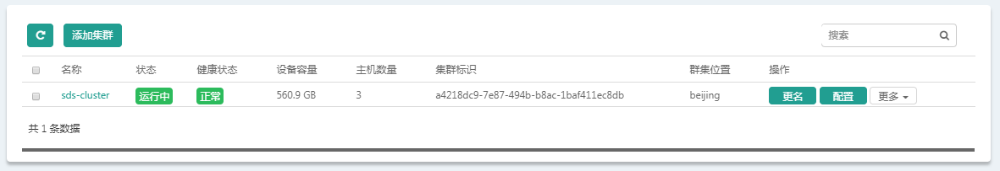 添加集群 搜索
名称 状态 健康状态 设备容量 主机数量 集群标识 群集位置 操作
sds-cluster 运行中 正常 560.9 GB 3 a4218dc9-7e87-494b-b8ac-1baf411ec8db beijing 更名 配置 更多
共 1 条数据